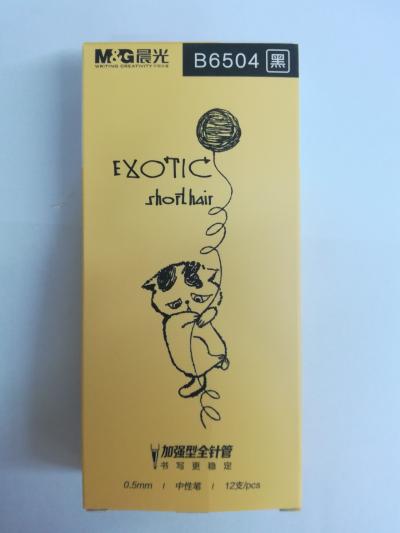 M&G晨光 B6504 黑
WRITING CREATIVITY
EXOTIC
shorthair
加强型全针管
书写更稳定
0.5mm / 中性笔 / 12支/pcs